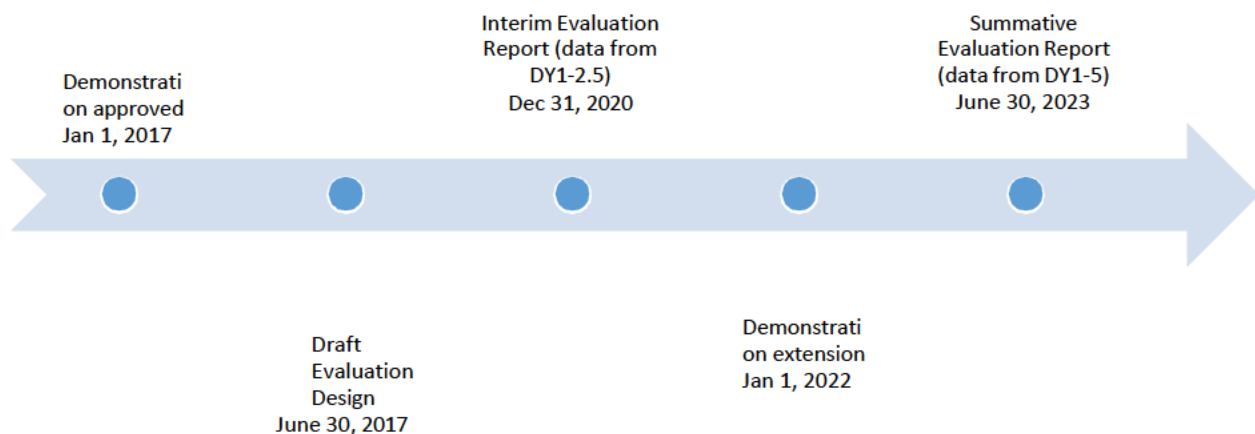 Demonstrati
on approved
Jan 1, 2017
Draft
Evaluation
Design
June 30, 2017
Interim Evaluation
Report (data from
DY1-2.5)
Dec 31, 2020
Demonstrati
on extension
Jan 1, 2022
Summative
Evaluation Report
(data from DY1-5)
June 30, 2023